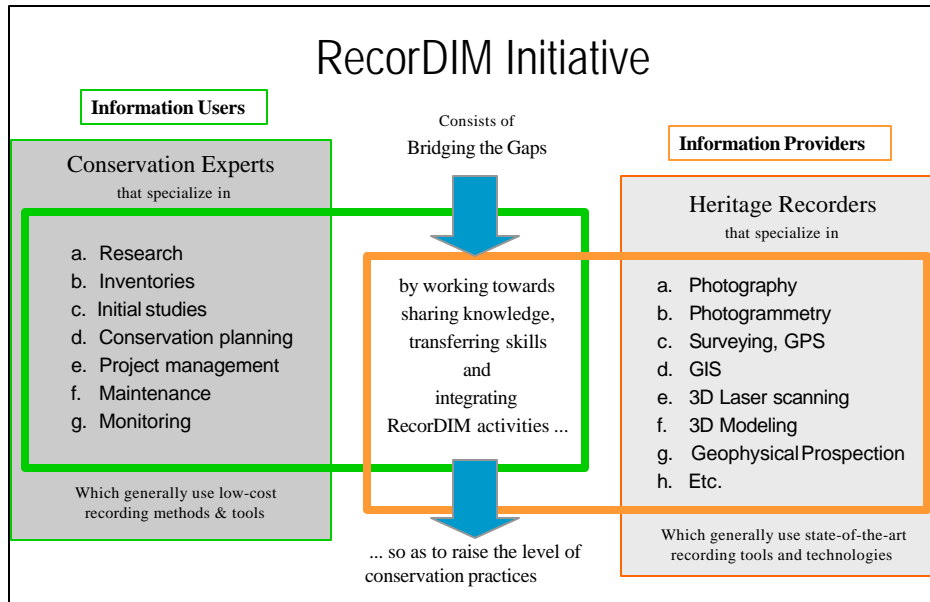 RecorDIM Initiative
Information Users
Conservation Experts
that specialize in
a. Research
b. Inventories
c. Initial studies
d. Conservation planning
e. Project management
f. Maintenance
g. Monitoring
Which generally use low-cost
recording methods & tools
Consists of
Bridging the Gaps
by working towards
sharing knowledge,
transferring skills
and
integrating
RecorDIM activities ...
... so as to raise the level of
conservation practices
Information Providers
Heritage Recorders
that specialize in
a. Photography
b. Photogrammetry
c. Surveying, GPS
d. GIS
e. 3D Laser scanning
f. 3D Modeling
g. Geophysical Prospection
h. Etc.
Which generally use state-of-the-art
recording tools and technologies